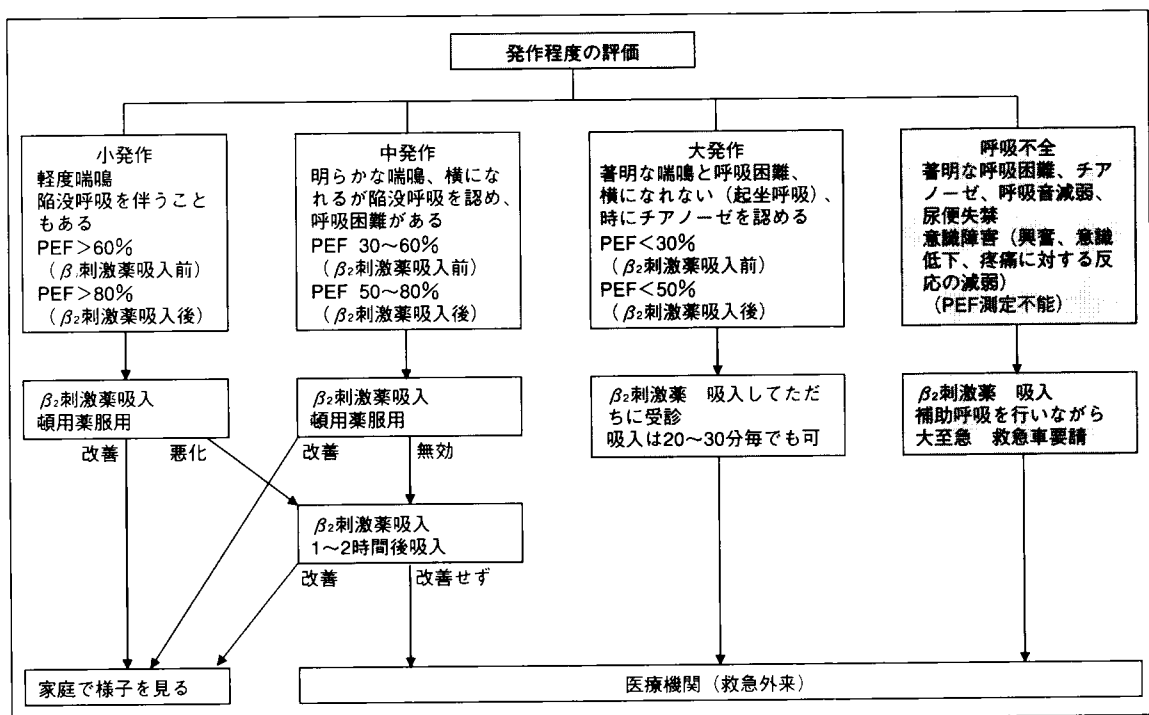 発作程度の評価
小発作
軽度喘鳴
陥没呼吸を伴うこと
もある
PEF>60%
(β刺激薬吸入前)
PEF>80%
(β₂刺激薬吸入後)
中発作
明らかな喘鳴、横にな
れるが陥没呼吸を認め、
呼吸困難がある
PEF 30〜60%
(β₂刺激薬吸入前)
PEF 50〜80%
(β₂刺激薬吸入後)
大発作
著明な喘鳴と呼吸困難、
横になれない(起坐呼吸)、
時にチアノーゼを認める
PEF<30%
(β₂刺激薬吸入前)
PEF<50%
(β₂刺激薬吸入後)
呼吸不全
著明な呼吸困難、チア
ノーゼ、呼吸音減弱、
尿便失禁
意識障害(興奮、意識
低下、疼痛に対する反
応の減弱)
(PEF測定不能)
β₂刺激薬吸入
頓用薬服用
β₂刺激薬吸入
頓用薬服用
β₂刺激薬 吸入してただ
ちに受診
吸入は20〜30分毎でも可
β₂刺激薬 吸入
補助呼吸を行いながら
大至急 救急車要請
改善 悪化
改善 無効
β₂刺激薬吸入
1〜2時間後吸入
改善 改善せず
家庭で様子を見る
医療機関(救急外来)